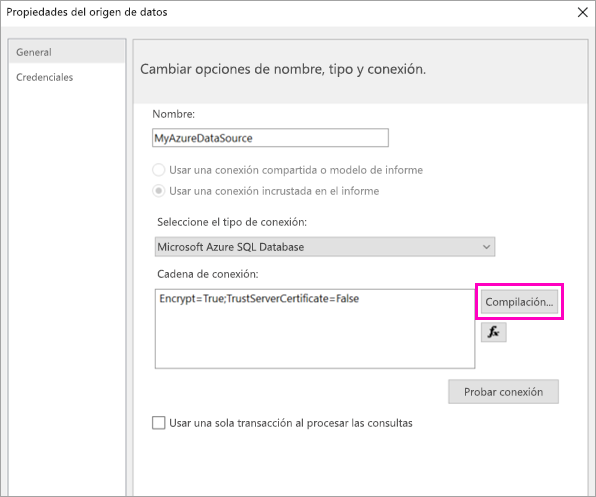 Propiedades del origen de datos
General
Credenciales
Cambiar opciones de nombre, tipo y conexión.
Nombre:
MyAzureDataSource
Usar una conexión compartida o modelo de informe
Usar una conexión incrustada en el informe
Seleccione el tipo de conexión:
Microsoft Azure SQL Database
Cadena de conexión:
Encrypt=True;TrustServerCertificate=False
Compilación...
fx
Probar conexión
Usar una sola transacción al procesar las consultas